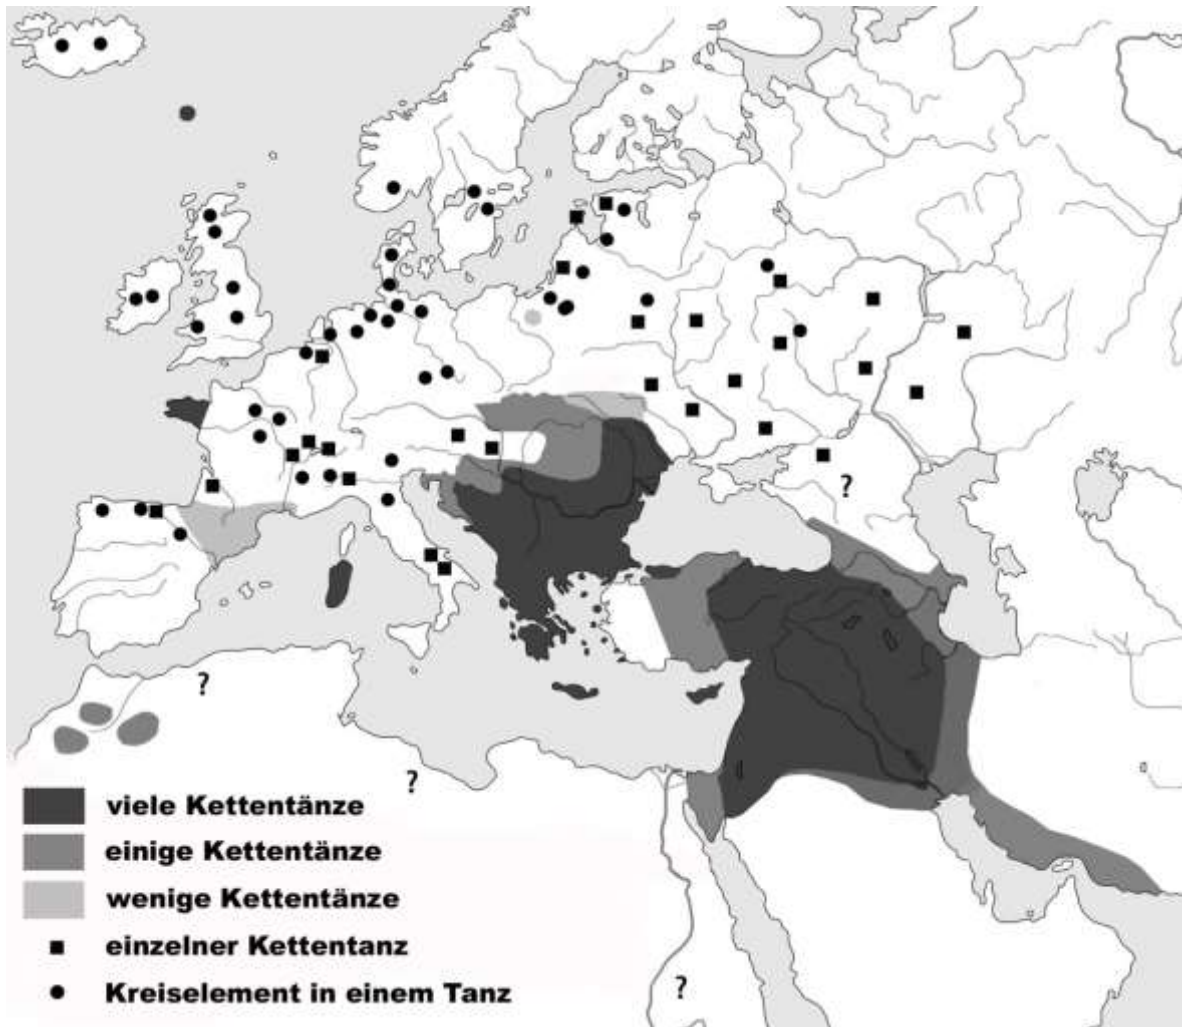 ?
?
?
?
viele Kettentänze
einige Kettentänze
wenige Kettentänze
einzelner Kettentanz
Kreiselement in einem Tanz